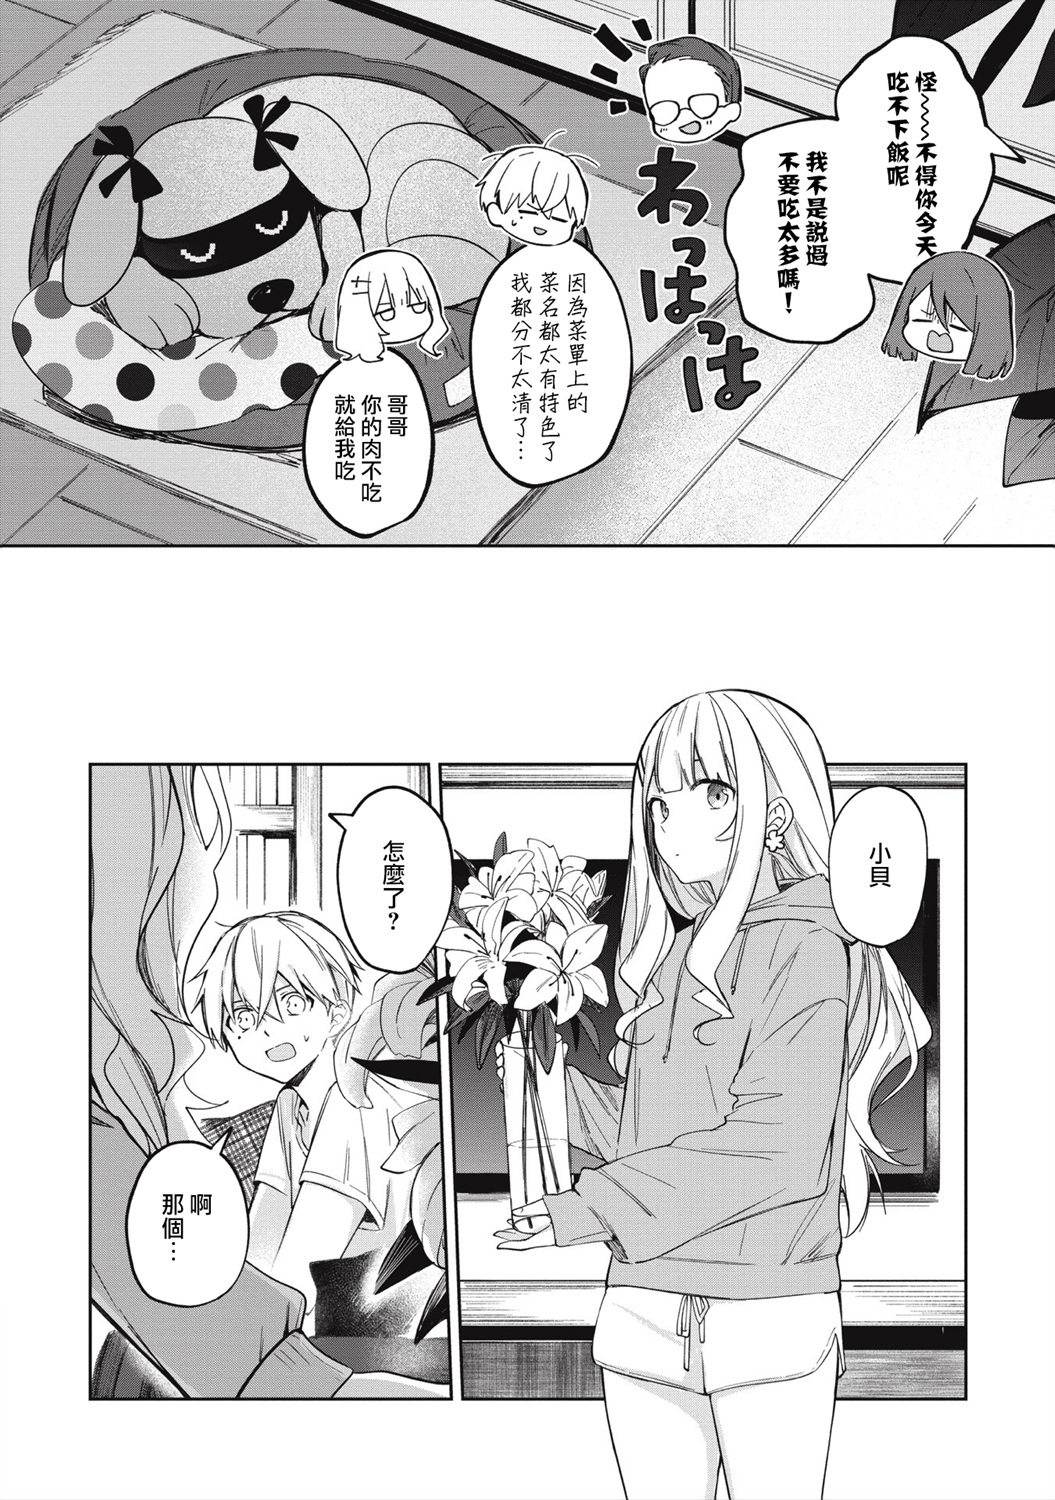 怪～～～不得你今天
吃不下飯呢
我不是説過
不要吃太多嗎！
わっはっは
因為菜單上的
菜名都太有特色了
我都分不太清了…
哥哥
你的肉不吃
就給我吃
小貝
怎麼了？
啊
那個…